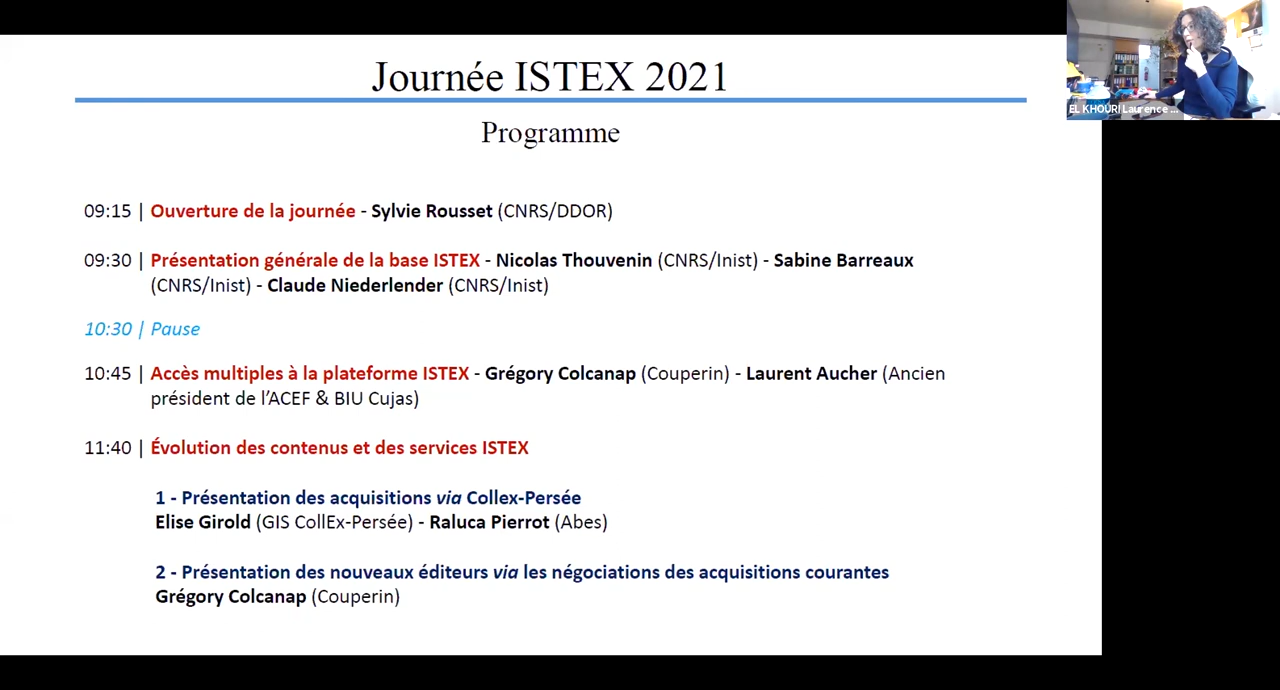 Journée ISTEX 2021
EL KHOURI Laurence ...
Programme
09:15 | Ouverture de la journée - Sylvie Rousset (CNRS/DDOR)
09:30 | Présentation générale de la base ISTEX - Nicolas Thouvenin (CNRS/Inist) - Sabine Barreaux
(CNRS/Inist) - Claude Niederlender (CNRS/Inist)
10:30 | Pause
10:45 | Accès multiples à la plateforme ISTEX - Grégory Colcanap (Couperin) - Laurent Aucher (Ancien
président de l’ACEF & BIU Cujas)
11:40 | Évolution des contenus et des services ISTEX
1 - Présentation des acquisitions via Collex-Persée
Elise Girold (GIS CollEx-Persée) - Raluca Pierrot (Abes)
2 - Présentation des nouveaux éditeurs via les négociations des acquisitions courantes
Grégory Colcanap (Couperin)